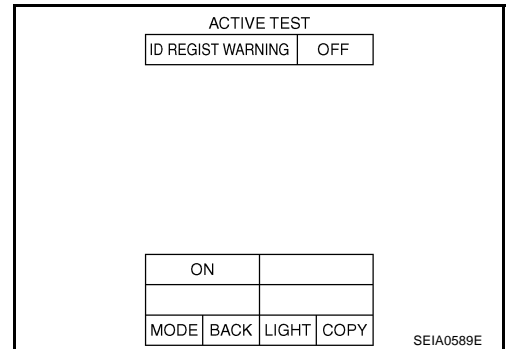 ACTIVE TEST
ID REGIST WARNING OFF
ON
MODE BACK LIGHT COPY
SEIA0589E